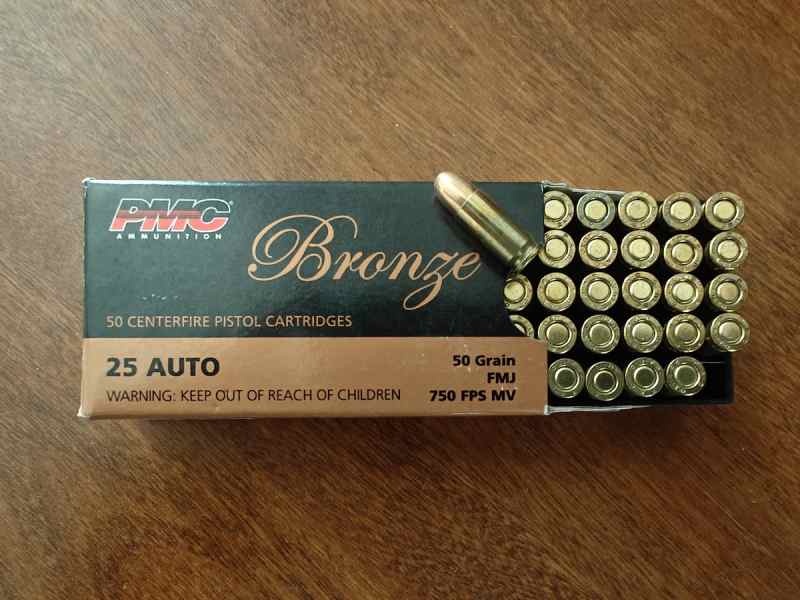 PMC®
AMMUNITION
Bronze
50 CENTERFIRE PISTOL CARTRIDGES
25 AUTO
WARNING: KEEP OUT OF REACH OF CHILDREN
50 Grain
FMJ
750 FPS MV